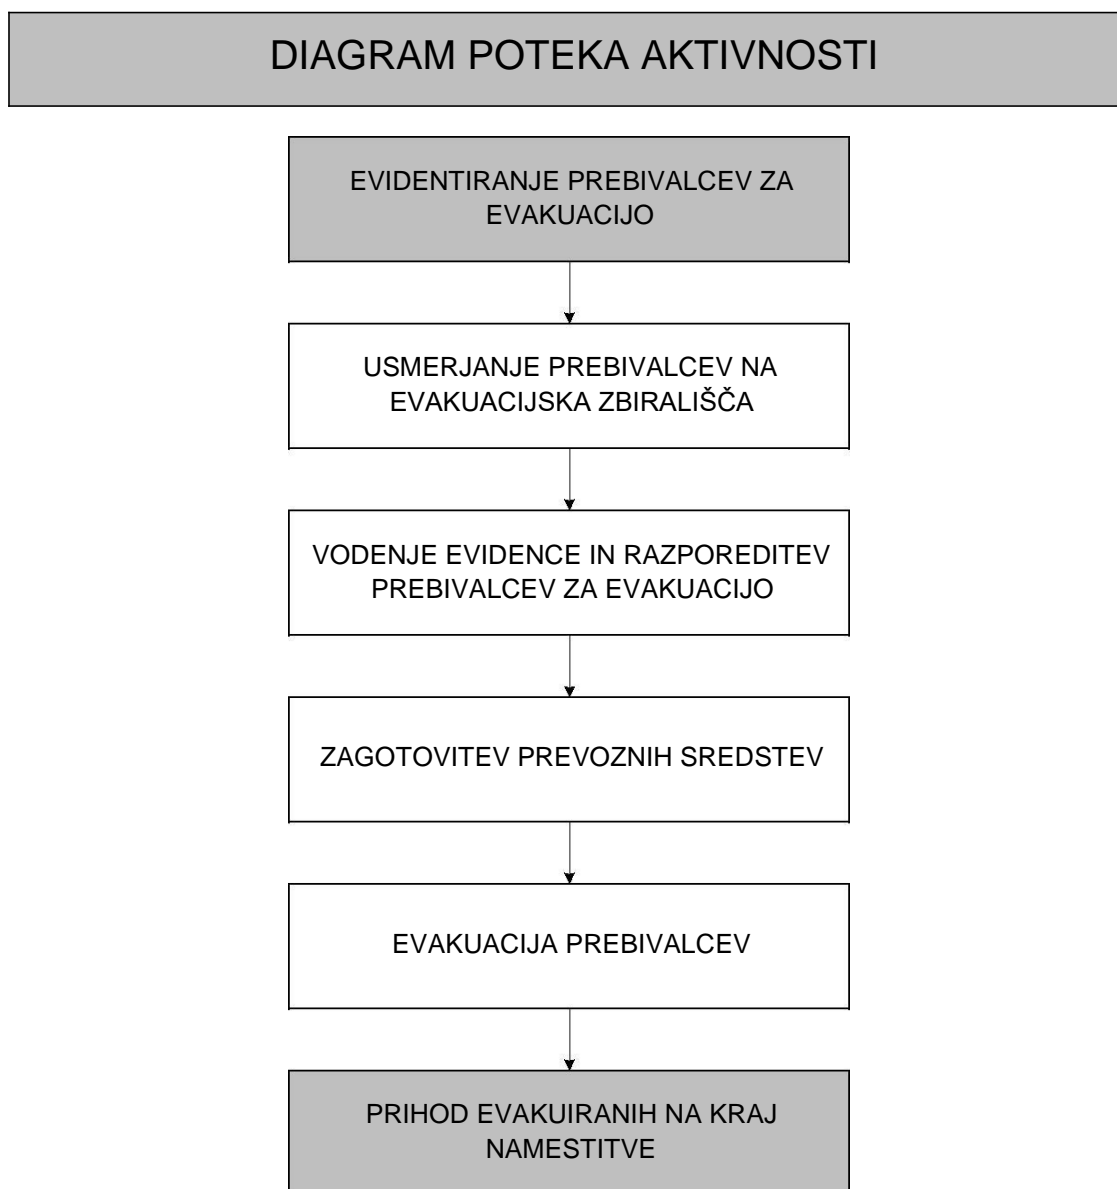 DIAGRAM POTEKA AKTIVNOSTI
EVIDENTIRANJE PREBIVALCEV ZA
EVAKUACIJO
USMERJANJE PREBIVALCEV NA
EVAKUACIJSKA ZBIRALIŠČA
VODENJE EVIDENCE IN RAZPOREDITEV
PREBIVALCEV ZA EVAKUACIJO
ZAGOTOVITEV PREVOZNIH SREDSTEV
EVAKUACIJA PREBIVALCEV
PRIHOD EVAKUIRANIH NA KRAJ
NAMESTITVE